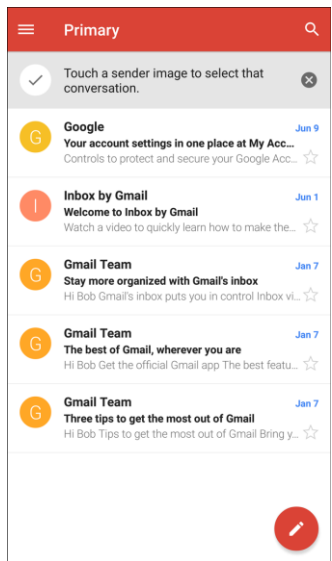 Primary
Touch a sender image to select that
conversation.
G
Google
Jun 9
Your account settings in one place at My Acc...
Controls to protect and secure your Google Acc...
I
Inbox by Gmail
Jun 1
Welcome to Inbox by Gmail
Watch a video to quickly learn how to make the...
G
Gmail Team
Jan 7
Stay more organized with Gmail's inbox
Hi Bob Gmail's inbox puts you in control Inbox vi...
G
Gmail Team
Jan 7
The best of Gmail, wherever you are
Hi Bob Get the official Gmail app The best featu...
G
Gmail Team
Jan 7
Three tips to get the most out of Gmail
Hi Bob Tips to get the most out of Gmail Bring y...